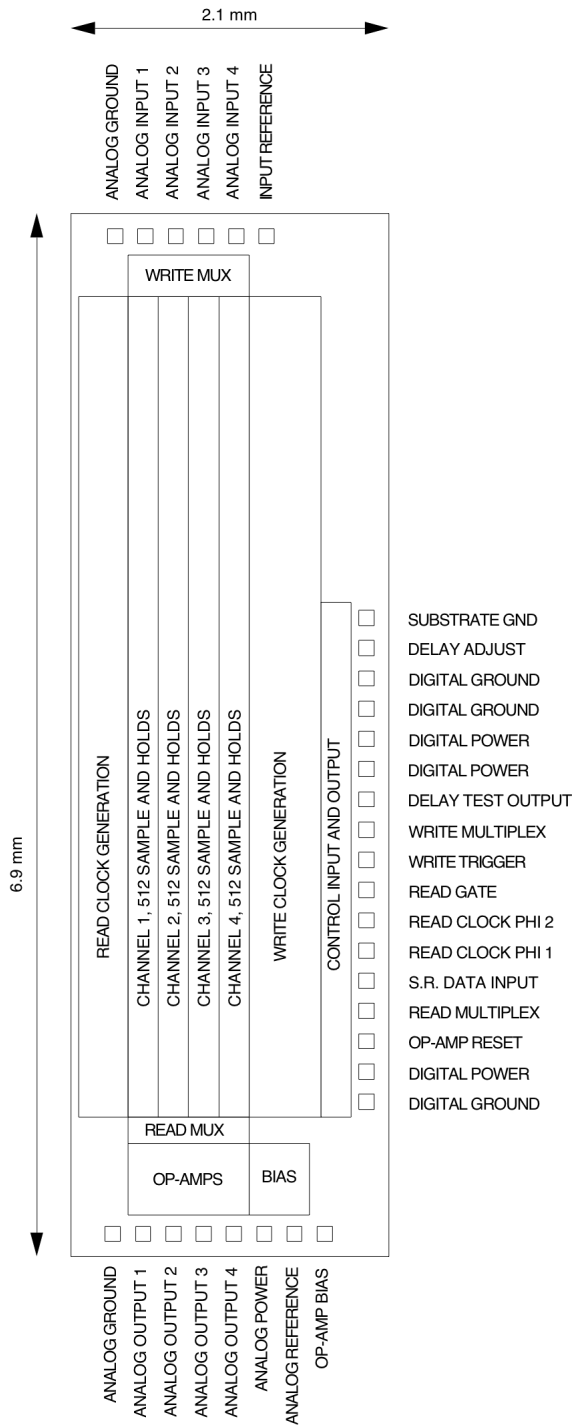 2.1 mm
ANALOG GROUND
ANALOG INPUT 1
ANALOG INPUT 2
ANALOG INPUT 3
ANALOG INPUT 4
INPUT REFERENCE
WRITE MUX
6.9 mm
READ CLOCK GENERATION
CHANNEL 1, 512 SAMPLE AND HOLDS
CHANNEL 2, 512 SAMPLE AND HOLDS
CHANNEL 3, 512 SAMPLE AND HOLDS
CHANNEL 4, 512 SAMPLE AND HOLDS
WRITE CLOCK GENERATION
CONTROL INPUT AND OUTPUT
SUBSTRATE GND
DELAY ADJUST
DIGITAL GROUND
DIGITAL GROUND
DIGITAL POWER
DIGITAL POWER
DELAY TEST OUTPUT
WRITE MULTIPLEX
WRITE TRIGGER
READ GATE
READ CLOCK PHI 2
READ CLOCK PHI 1
S.R. DATA INPUT
READ MULTIPLEX
OP-AMP RESET
DIGITAL POWER
DIGITAL GROUND
READ MUX
OP-AMPS
BIAS
ANALOG GROUND
ANALOG OUTPUT 1
ANALOG OUTPUT 2
ANALOG OUTPUT 3
ANALOG OUTPUT 4
ANALOG POWER
ANALOG REFERENCE
OP-AMP BIAS